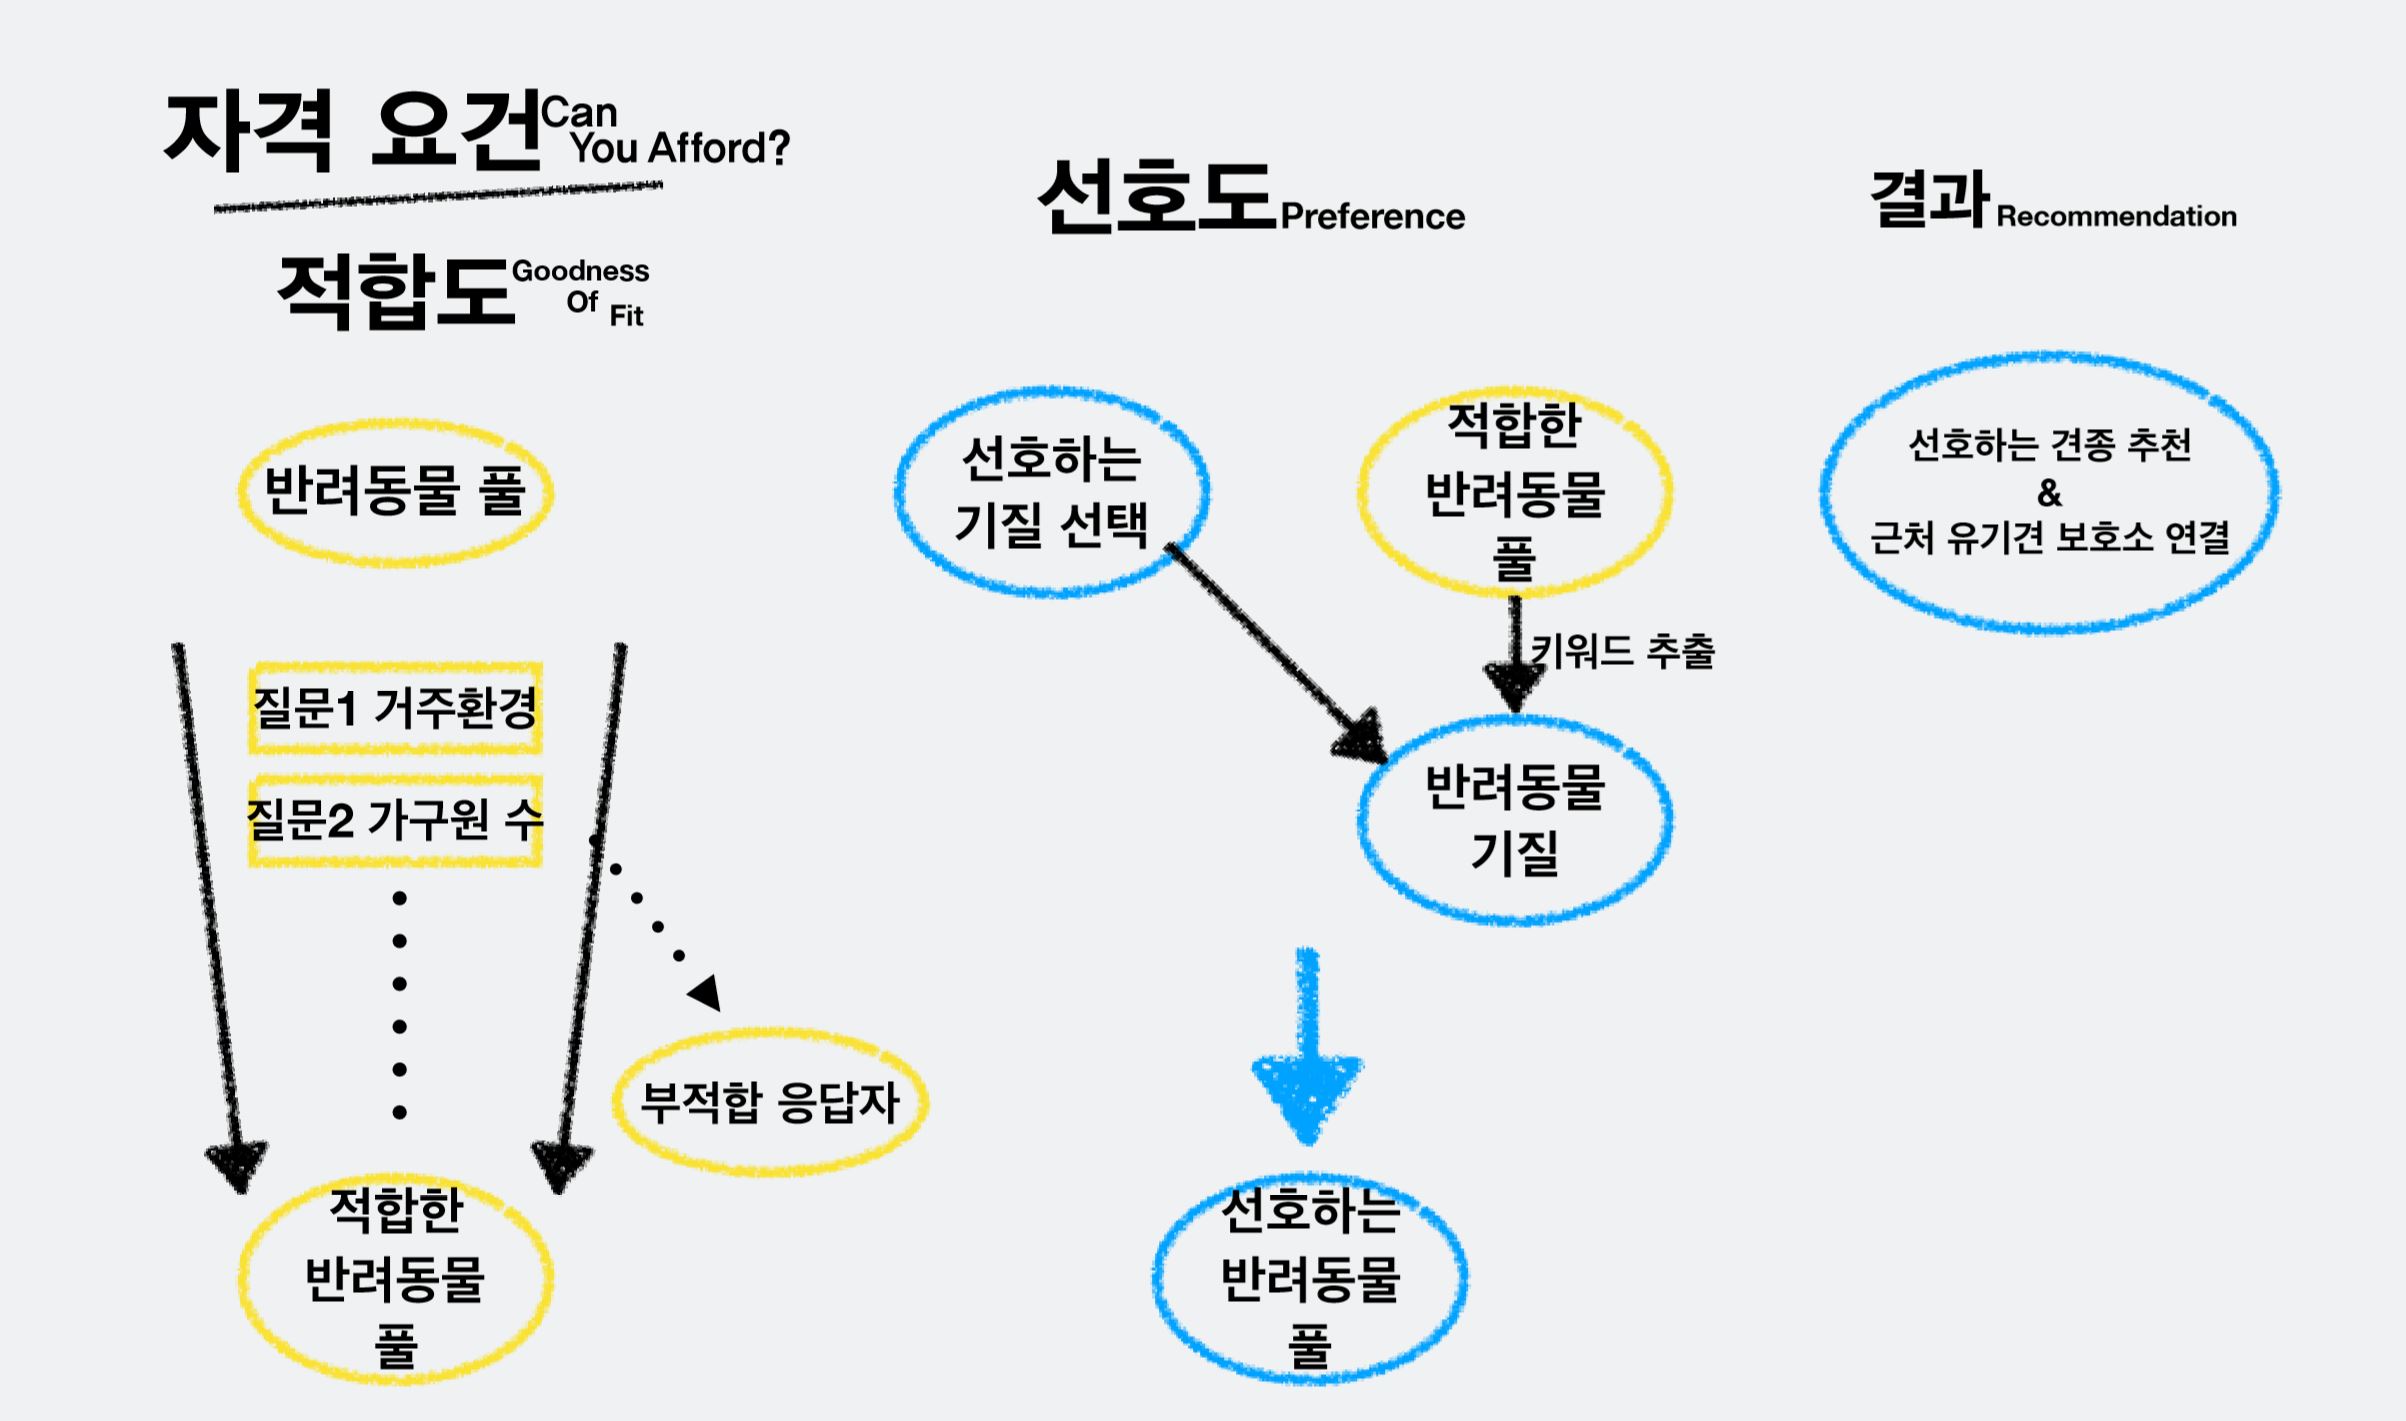 자격 요건 Can
You Afford?
적합도 Goodness
Of
Fit
반려동물 풀
질문1 거주환경
질문2 가구원 수
부적합 응답자
적합한
반려동물
풀
선호도 Preference
선호하는
기질 선택
적합한
반려동물
풀
키워드 추출
반려동물
기질
선호하는
반려동물
풀
결과 Recommendation
선호하는 견종 추천
&
근처 유기견 보호소 연결